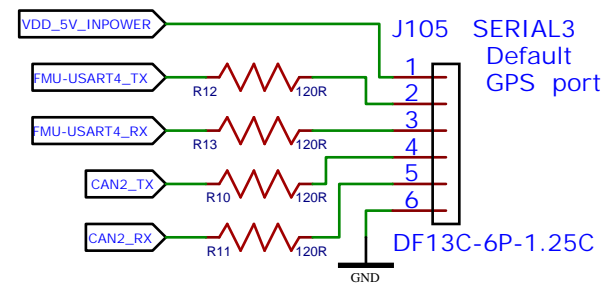 VDD_5V_INPOWER
J105 SERIAL3
Default
GPS port
1
FMU-USART4_TX
R12
120R
2
FMU-USART4_RX
R13
120R
3
CAN2_TX
R10
120R
4
CAN2_RX
R11
120R
5
6
GND
DF13C-6P-1.25C